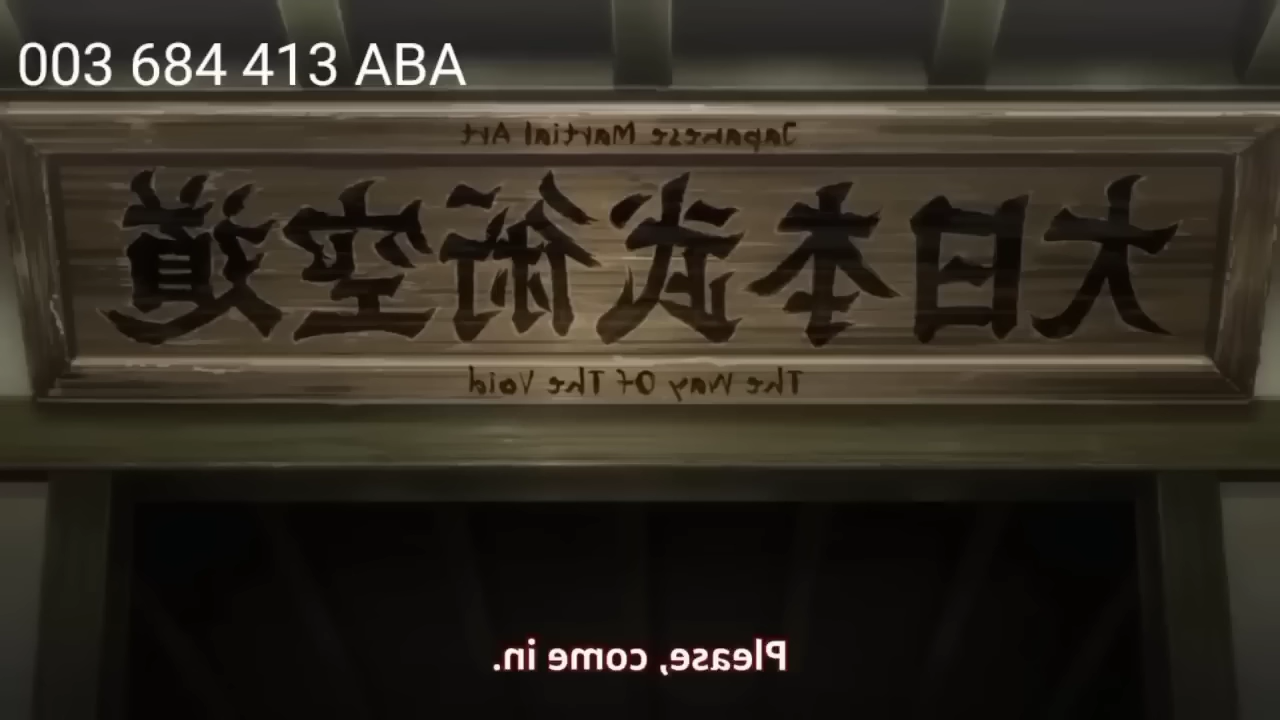 003 684 413 ABA
Japanese Martial Art
大日本武術空道
The Way Of The Void
Please, come in.